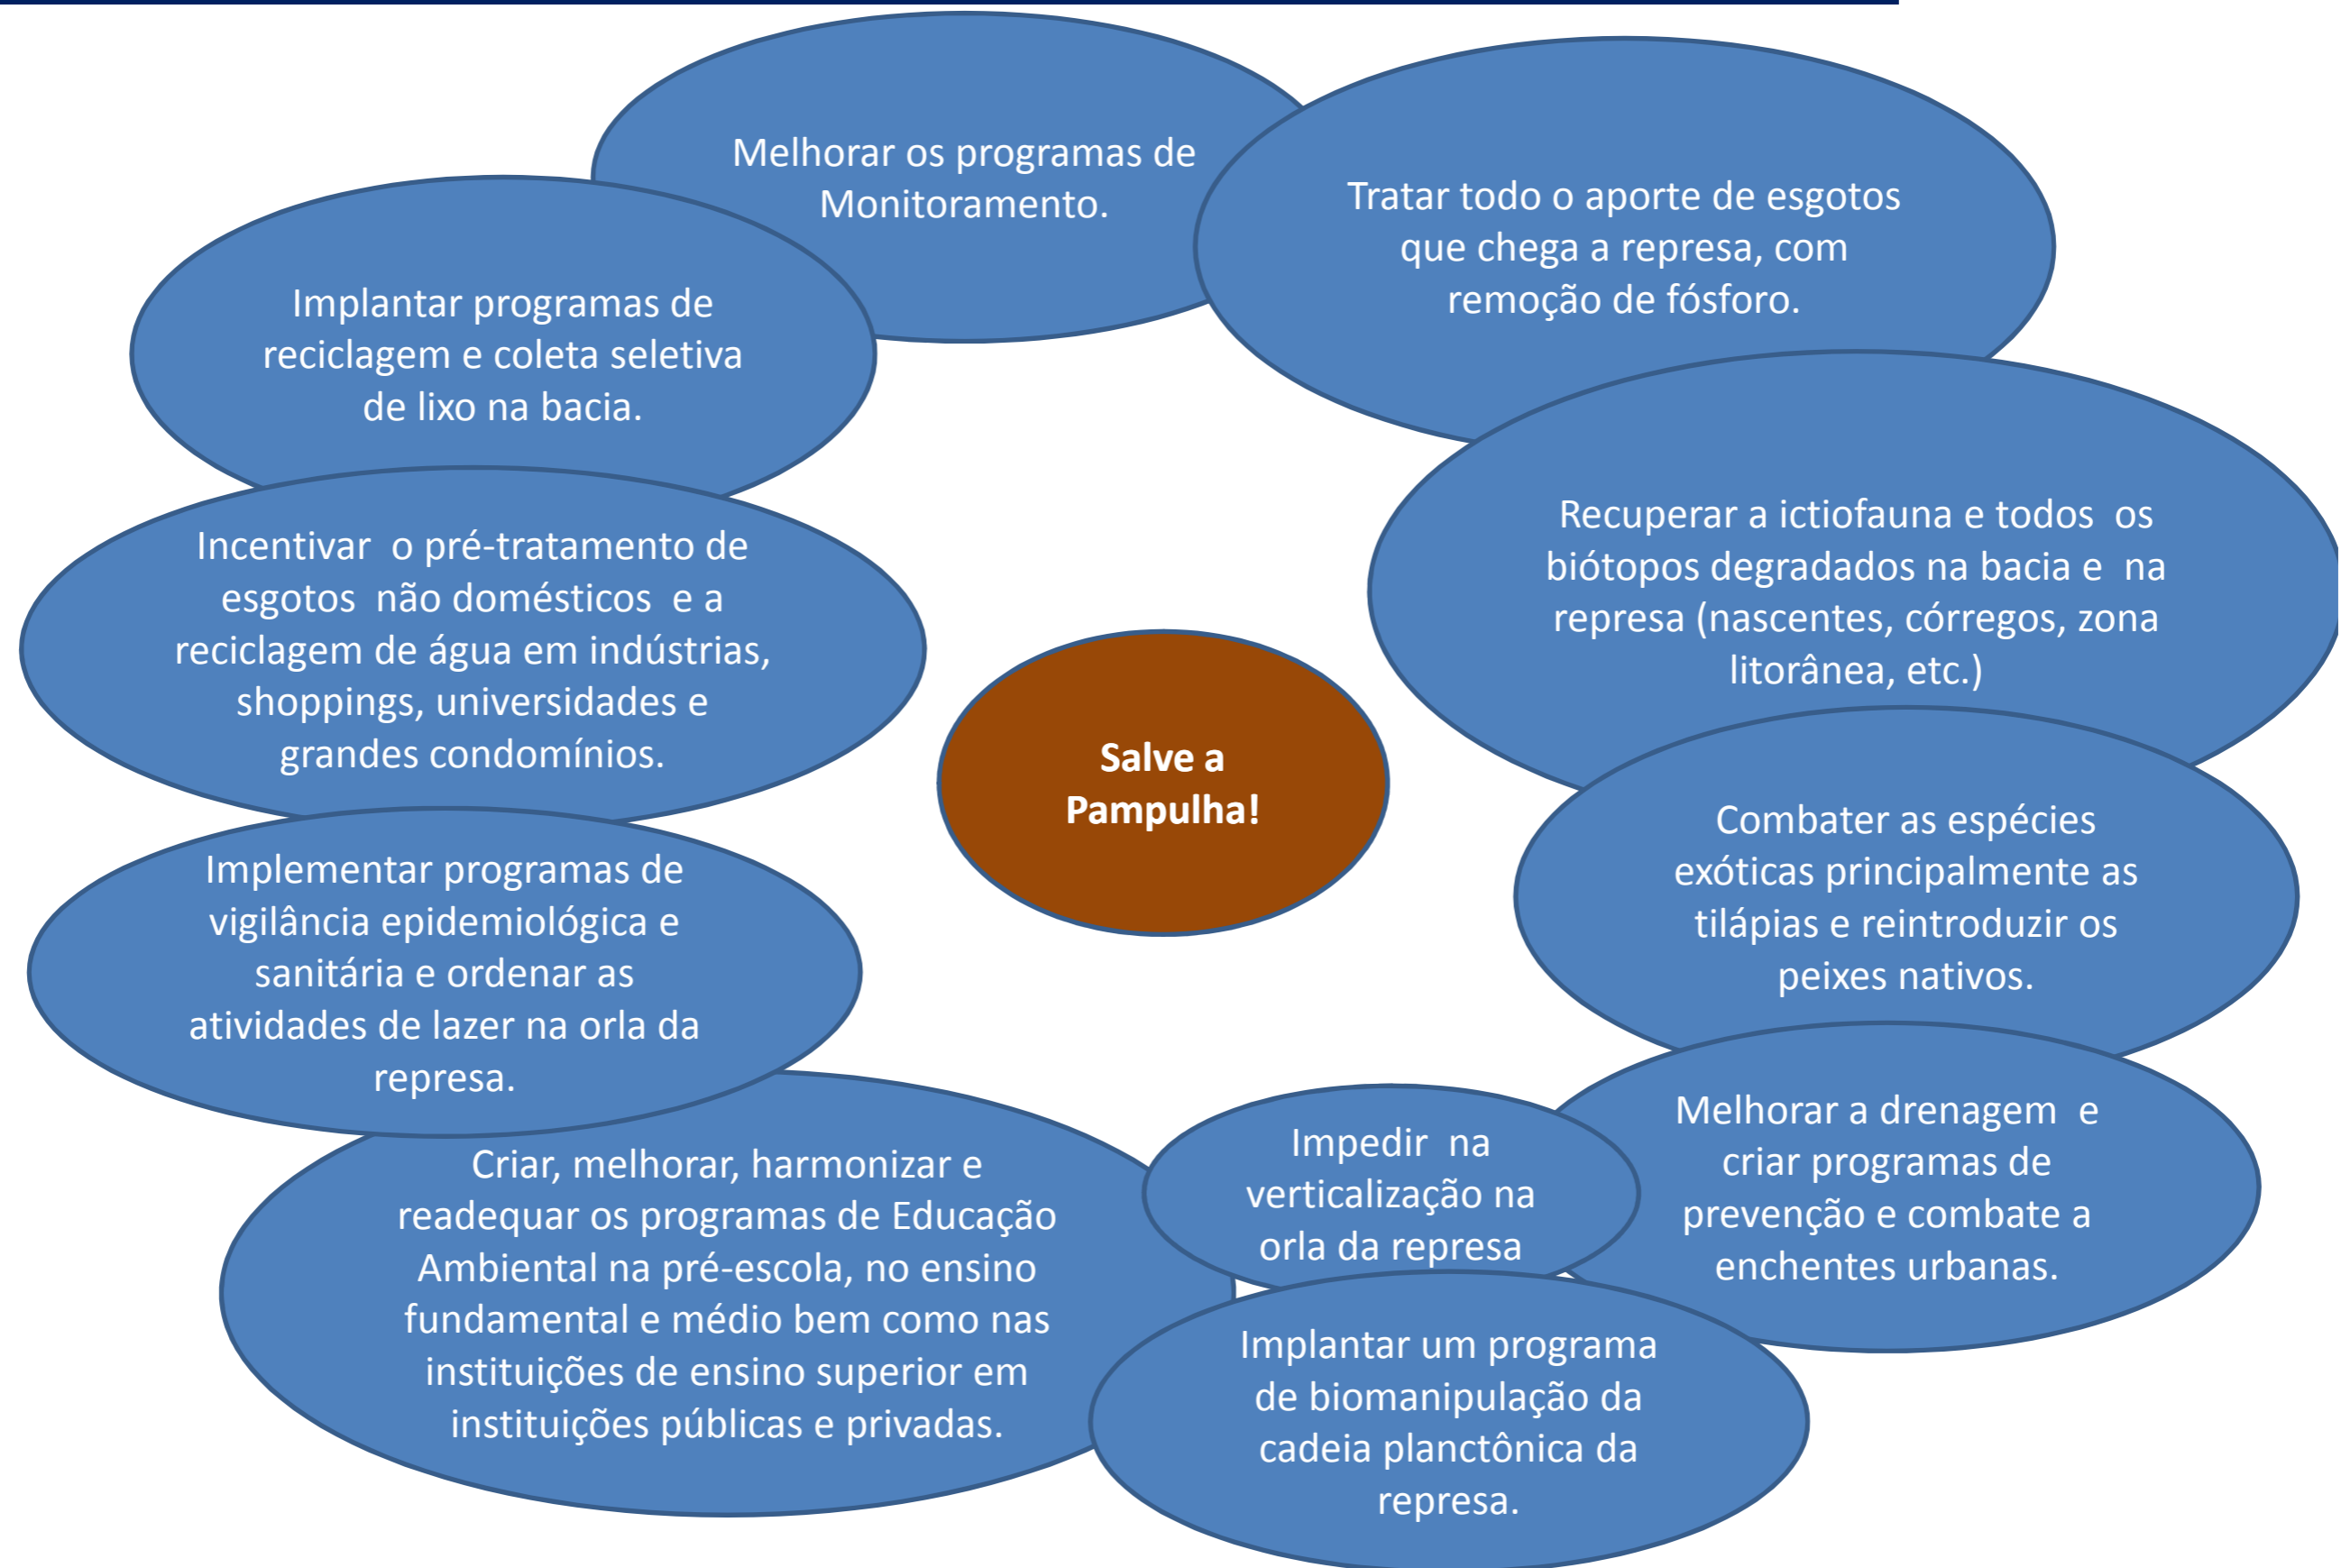 Melhorar os programas de
Monitoramento.
Tratar todo o aporte de esgotos
que chega a represa, com
remoção de fósforo.
Implantar programas de
reciclagem e coleta seletiva
de lixo na bacia.
Recuperar a ictiofauna e todos os
biótopos degradados na bacia e na
represa (nascentes, córregos, zona
litorânea, etc.)
Incentivar o pré-tratamento de
esgotos não domésticos e a
reciclagem de água em indústrias,
shoppings, universidades e
grandes condomínios.
Salve a
Pampulha!
Combater as espécies
exóticas principalmente as
tilápias e reintroduzir os
peixes nativos.
Implementar programas de
vigilância epidemiológica e
sanitária e ordenar as
atividades de lazer na orla da
represa.
Melhorar a drenagem e
criar programas de
prevenção e combate a
enchentes urbanas.
Impedir na
verticalização na
orla da represa
Criar, melhorar, harmonizar e
readequar os programas de Educação
Ambiental na pré-escola, no ensino
fundamental e médio bem como nas
instituições de ensino superior em
instituições públicas e privadas.
Implantar um programa
de biomanipulação da
cadeia planctônica da
represa.